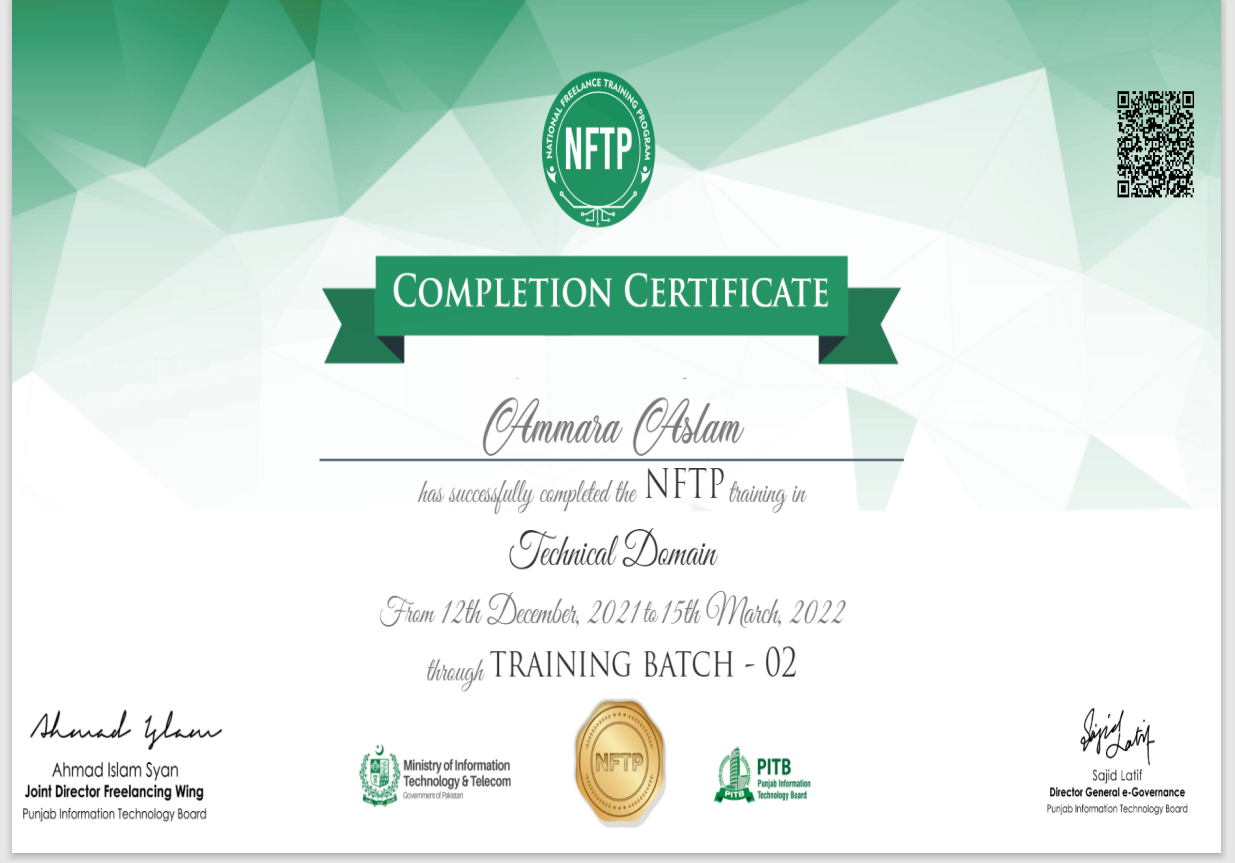 NATIONAL FREELANCE TRAINING PROGRAM
NFTP
COMPLETION CERTIFICATE
Ammara Aslam
has successfully completed the NFTP training in
Technical Domain
From 12th December, 2021 to 15th March, 2022
through TRAINING BATCH - 02
Ahmad Islam
Ahmad Islam Syan
Joint Director Freelancing Wing
Punjab Information Technology Board
Ministry of Information
Technology & Telecom
Government of Pakistan
NFTP
PITB
PITB
Punjab Information
Technology Board
Sajid Latif
Sajid Latif
Director General e-Governance
Punjab Information Technology Board